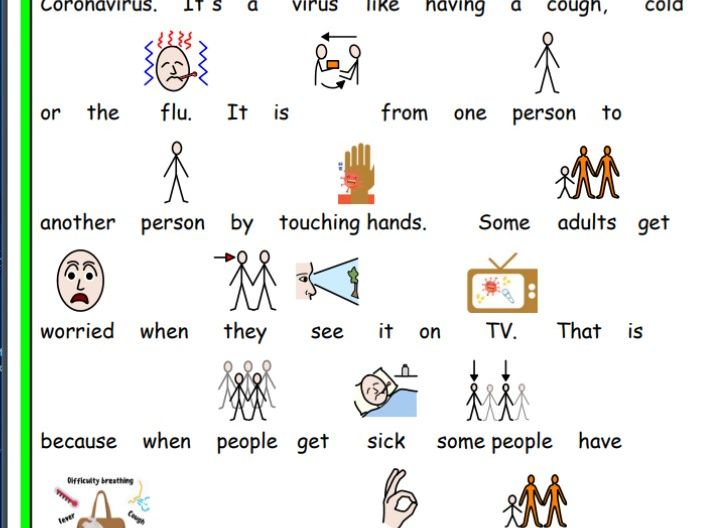 Coronavirus. It's a virus like having a cough, cold
or the flu. It is from one person to
another person by touching hands. Some adults get
worried when they see it on TV. That is
because when people get sick some people have
Difficulty breathing
fever
Cough